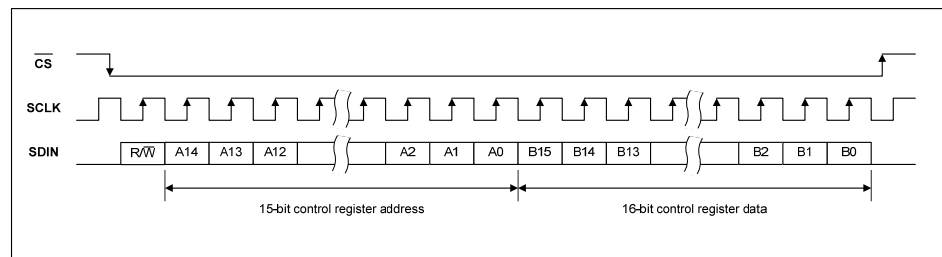 CS
SCLK
SDIN R/W A14 A13 A12 A2 A1 A0 B15 B14 B13 B2 B1 B0
15-bit control register address 16-bit control register data